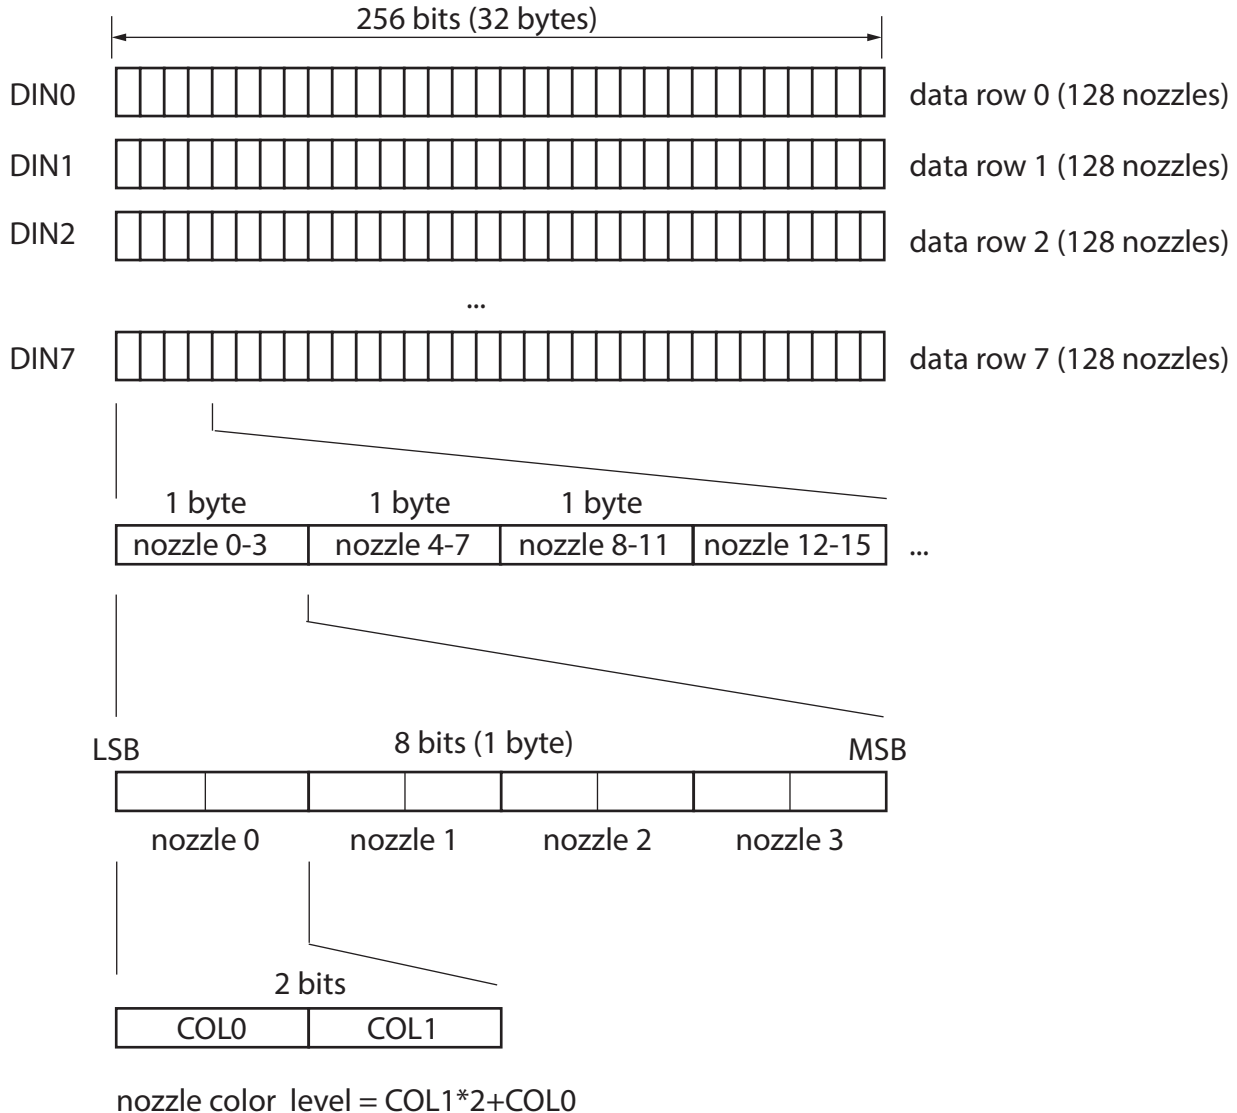 256 bits (32 bytes)
DIN0 data row 0 (128 nozzles)
DIN1 data row 1 (128 nozzles)
DIN2 data row 2 (128 nozzles)
...
DIN7 data row 7 (128 nozzles)
1 byte 1 byte 1 byte
nozzle 0-3 nozzle 4-7 nozzle 8-11 nozzle 12-15 ...
LSB 8 bits (1 byte) MSB
nozzle 0 nozzle 1 nozzle 2 nozzle 3
2 bits
COL0 COL1
nozzle color level = COL1*2+COL0